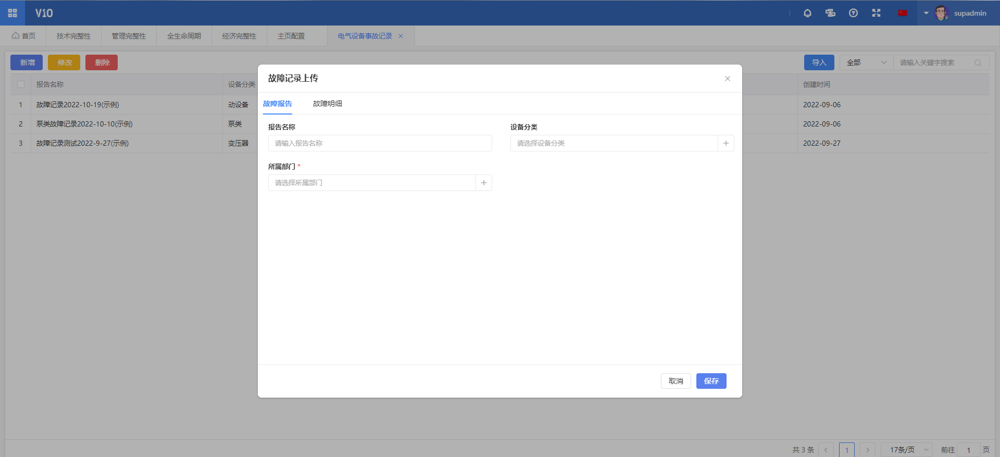 V10
supadmin
首页
技术完整性
管理完整性
全生命周期
经济完整性
主页配置
电气设备事故记录
新增
修改
删除
导入
全部
请输入关键字搜索
报告名称
设备分类
创建时间
1 故障记录2022-10-19(示例) 动设备 2022-09-06
2 泵类故障记录2022-10-10(示例) 泵类 2022-09-06
3 故障记录测试2022-9-27(示例) 变压器 2022-09-27
故障记录上传
故障报告
故障明细
报告名称
请输入报告名称
设备分类
请选择设备分类
所属部门 *
请选择所属部门
取消
保存
共 3 条
1
17条/页
前往 1 页